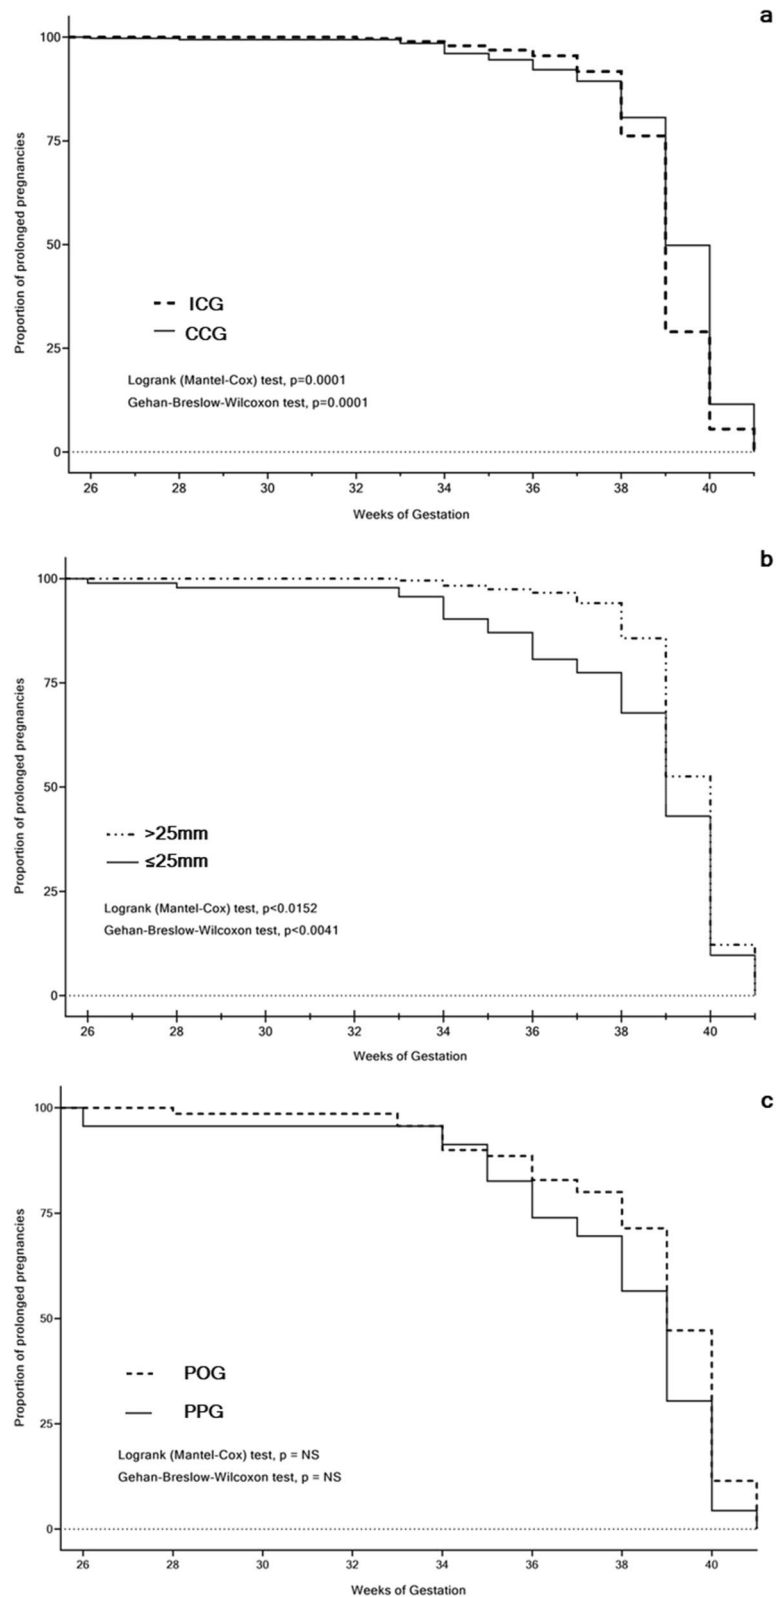 a
100
75
50
25
0
Proportion of prolonged pregnancies
ICG
CCG
Logrank (Mantel-Cox) test, p=0.0001
Gehan-Breslow-Wilcoxon test, p=0.0001
26 28 30 32 34 36 38 40
Weeks of Gestation
b
100
75
50
25
0
Proportion of prolonged pregnancies
>25mm
≤25mm
Logrank (Mantel-Cox) test, p<0.0152
Gehan-Breslow-Wilcoxon test, p<0.0041
26 28 30 32 34 36 38 40
Weeks of Gestation
c
100
75
50
25
0
Proportion of prolonged pregnancies
POG
PPG
Logrank (Mantel-Cox) test, p = NS
Gehan-Breslow-Wilcoxon test, p = NS
26 28 30 32 34 36 38 40
Weeks of Gestation